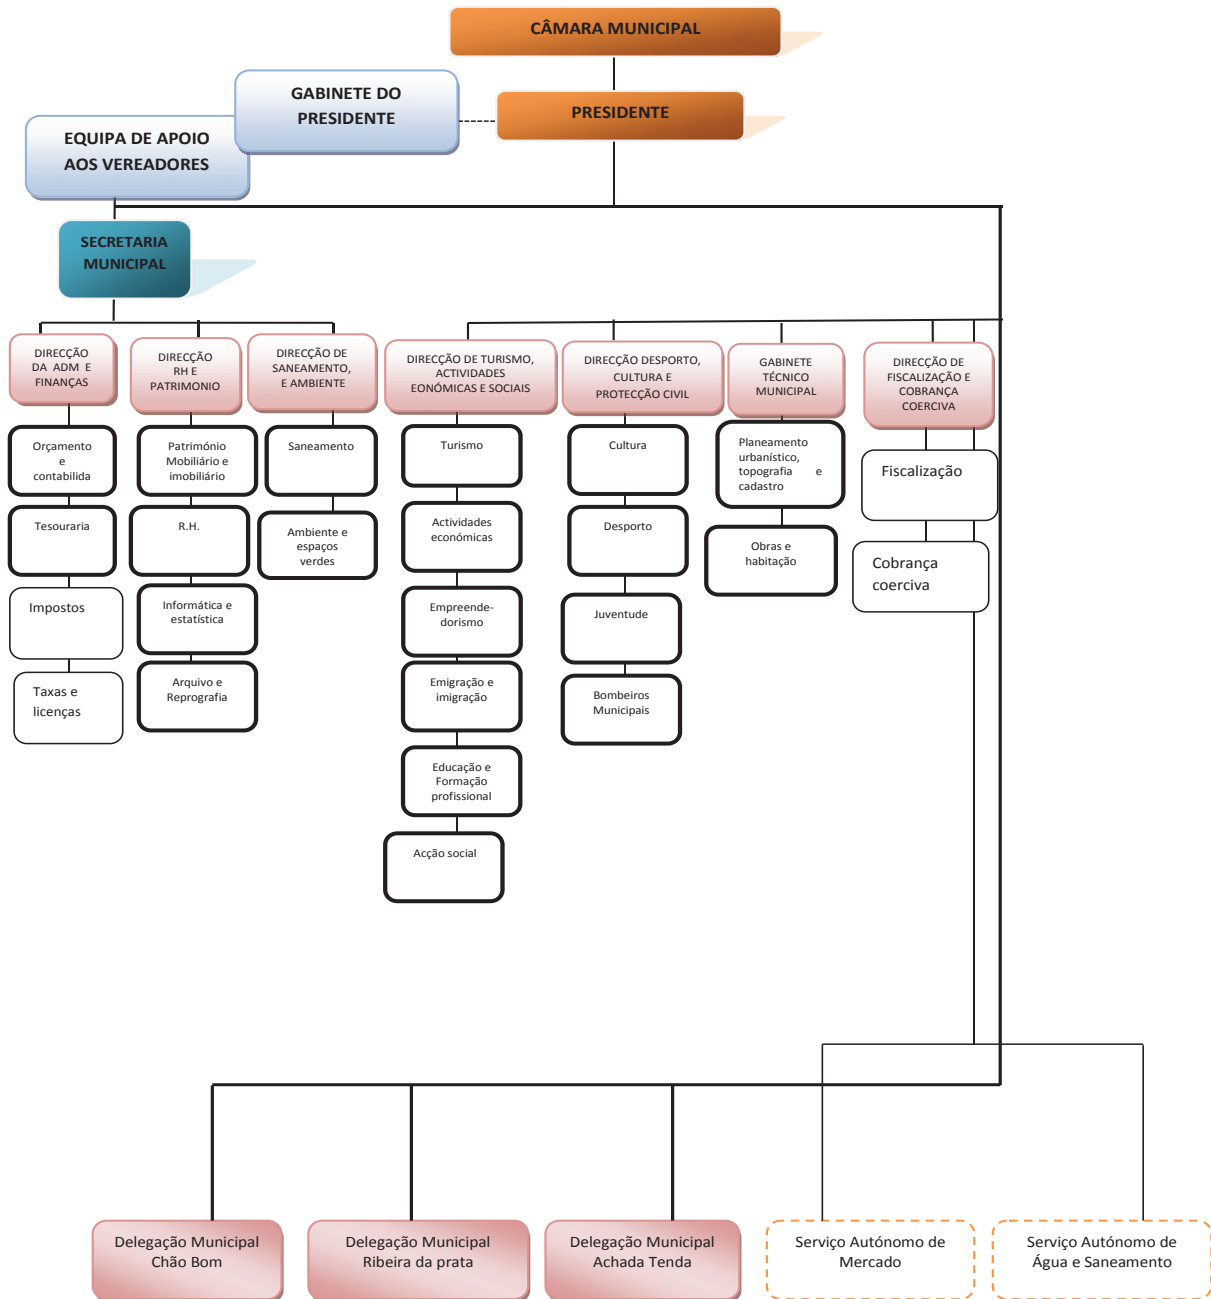 CÂMARA MUNICIPAL
GABINETE DO
PRESIDENTE
PRESIDENTE
EQUIPA DE APOIO
AOS VEREADORES
SECRETARIA
MUNICIPAL
DIRECÇÃO
DA ADM E
FINANÇAS
DIRECÇÃO
RH E
PATRIMONIO
DIRECÇÃO DE
SANEAMENTO,
E AMBIENTE
DIRECÇÃO DE TURISMO,
ACTIVIDADES
EONÓMICAS E SOCIAIS
DIRECÇÃO DESPORTO,
CULTURA E
PROTECÇÃO CIVIL
GABINETE
TÉCNICO
MUNICIPAL
DIRECÇÃO DE
FISCALIZAÇÃO E
COBRANÇA
COERCIVA
Orçamento
e
contabilida
Tesouraria
Impostos
Taxas e
licenças
Património
Mobiliário e
imobiliário
R.H.
Informática e
estatística
Arquivo e
Reprografia
Saneamento
Ambiente e
espaços
verdes
Turismo
Actividades
económicas
Empreende-
dorismo
Emigração e
imigração
Educação e
Formação
profissional
Acção social
Cultura
Desporto
Juventude
Bombeiros
Municipais
Planeamento
urbanístico,
topografia e
cadastro
Obras e
habitação
Fiscalização
Cobrança
coerciva
Delegação Municipal
Chão Bom
Delegação Municipal
Ribeira da prata
Delegação Municipal
Achada Tenda
Serviço Autónomo de
Mercado
Serviço Autónomo de
Água e Saneamento